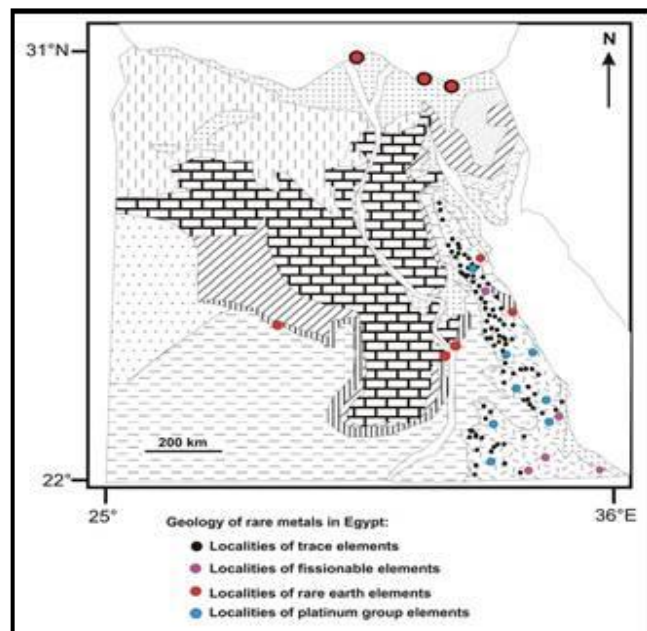 31°N
N
200 km
22°
25°
36°E
Geology of rare metals in Egypt:
Localities of trace elements
Localities of fissionable elements
Localities of rare earth elements
Localities of platinum group elements